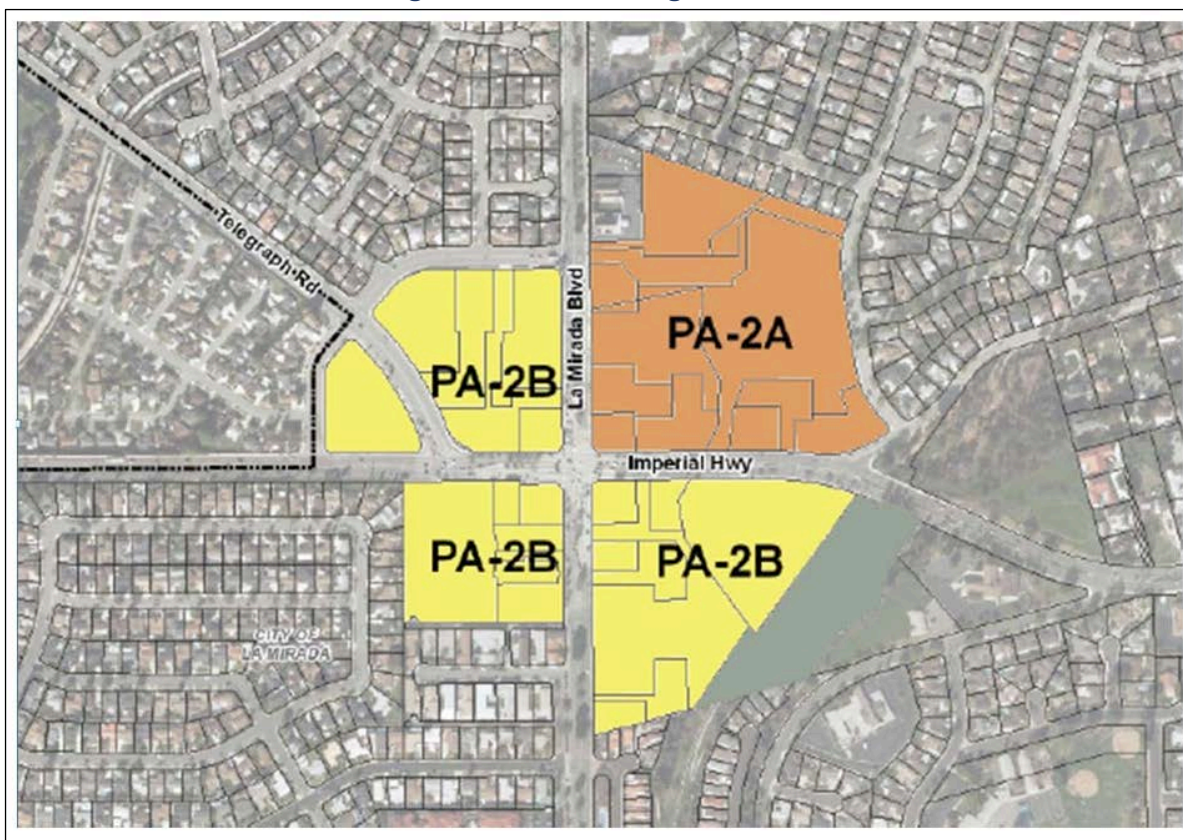 Telegraph Rd
La Mirada Blvd
PA-2A
PA-2B
Imperial Hwy
PA-2B
PA-2B
CITY OF
LA MIRADA